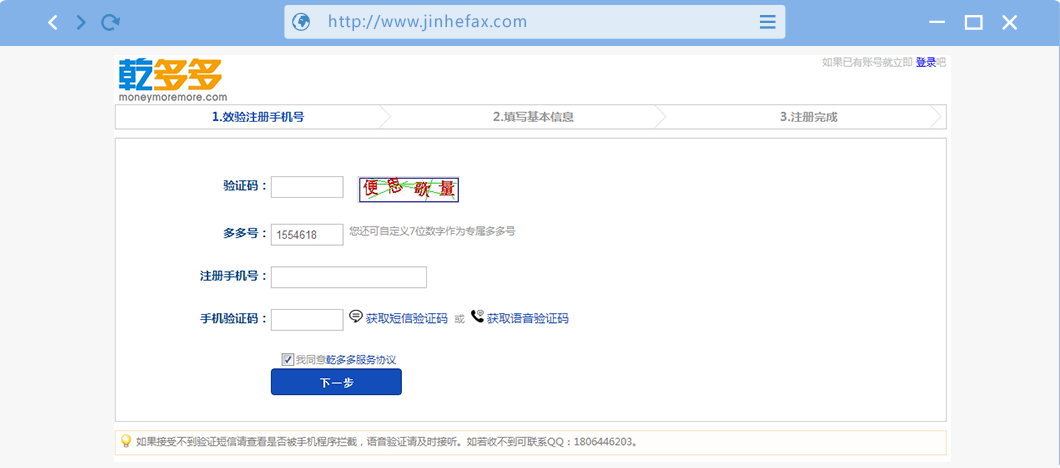 http://www.jinhefax.com
乾多多
moneymoremore.com
如果已有账号就立即 登录吧
1.效验注册手机号
2.填写基本信息
3.注册完成
验证码：
便 思 歌 量
多多号： 1554618 您还可自定义7位数字作为专属多多号
注册手机号：
手机验证码： 获取短信验证码 或 获取语音验证码
我同意乾多多服务协议
下一步
如果接受不到验证短信请查看是否被手机程序拦截，语音验证请及时接听。如若收不到可联系QQ：1806446203。